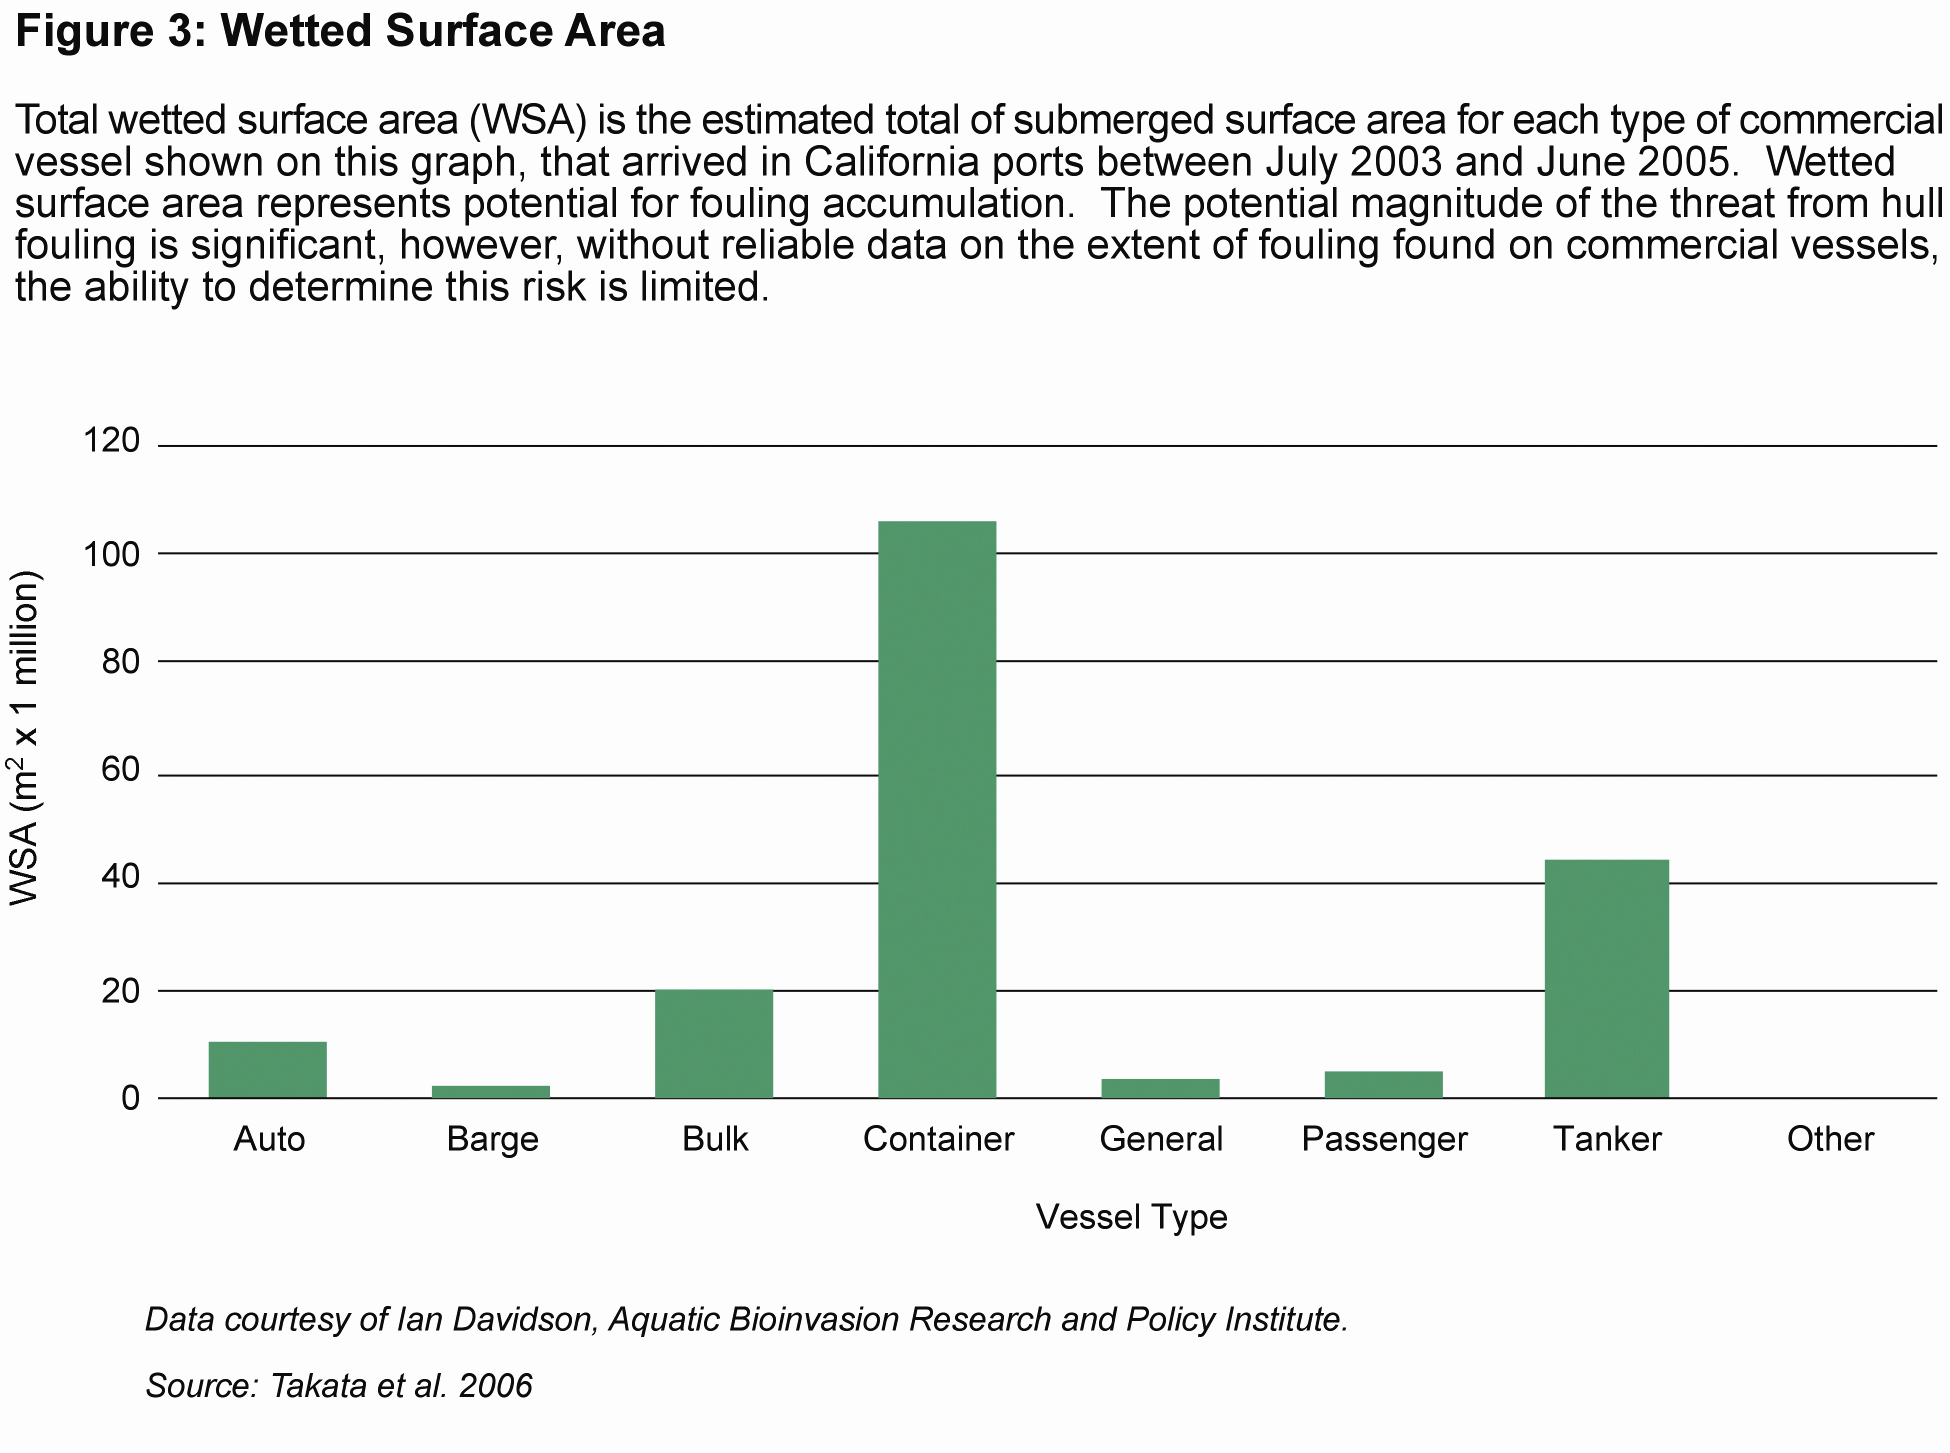 Figure 3: Wetted Surface Area
Total wetted surface area (WSA) is the estimated total of submerged surface area for each type of commercial
vessel shown on this graph, that arrived in California ports between July 2003 and June 2005.  Wetted
surface area represents potential for fouling accumulation.  The potential magnitude of the threat from hull
fouling is significant, however, without reliable data on the extent of fouling found on commercial vessels,
the ability to determine this risk is limited.
WSA (m² x 1 million)
120
100
80
60
40
20
0
Auto Barge Bulk Container General Passenger Tanker Other
Vessel Type
Data courtesy of Ian Davidson, Aquatic Bioinvasion Research and Policy Institute.
Source: Takata et al. 2006